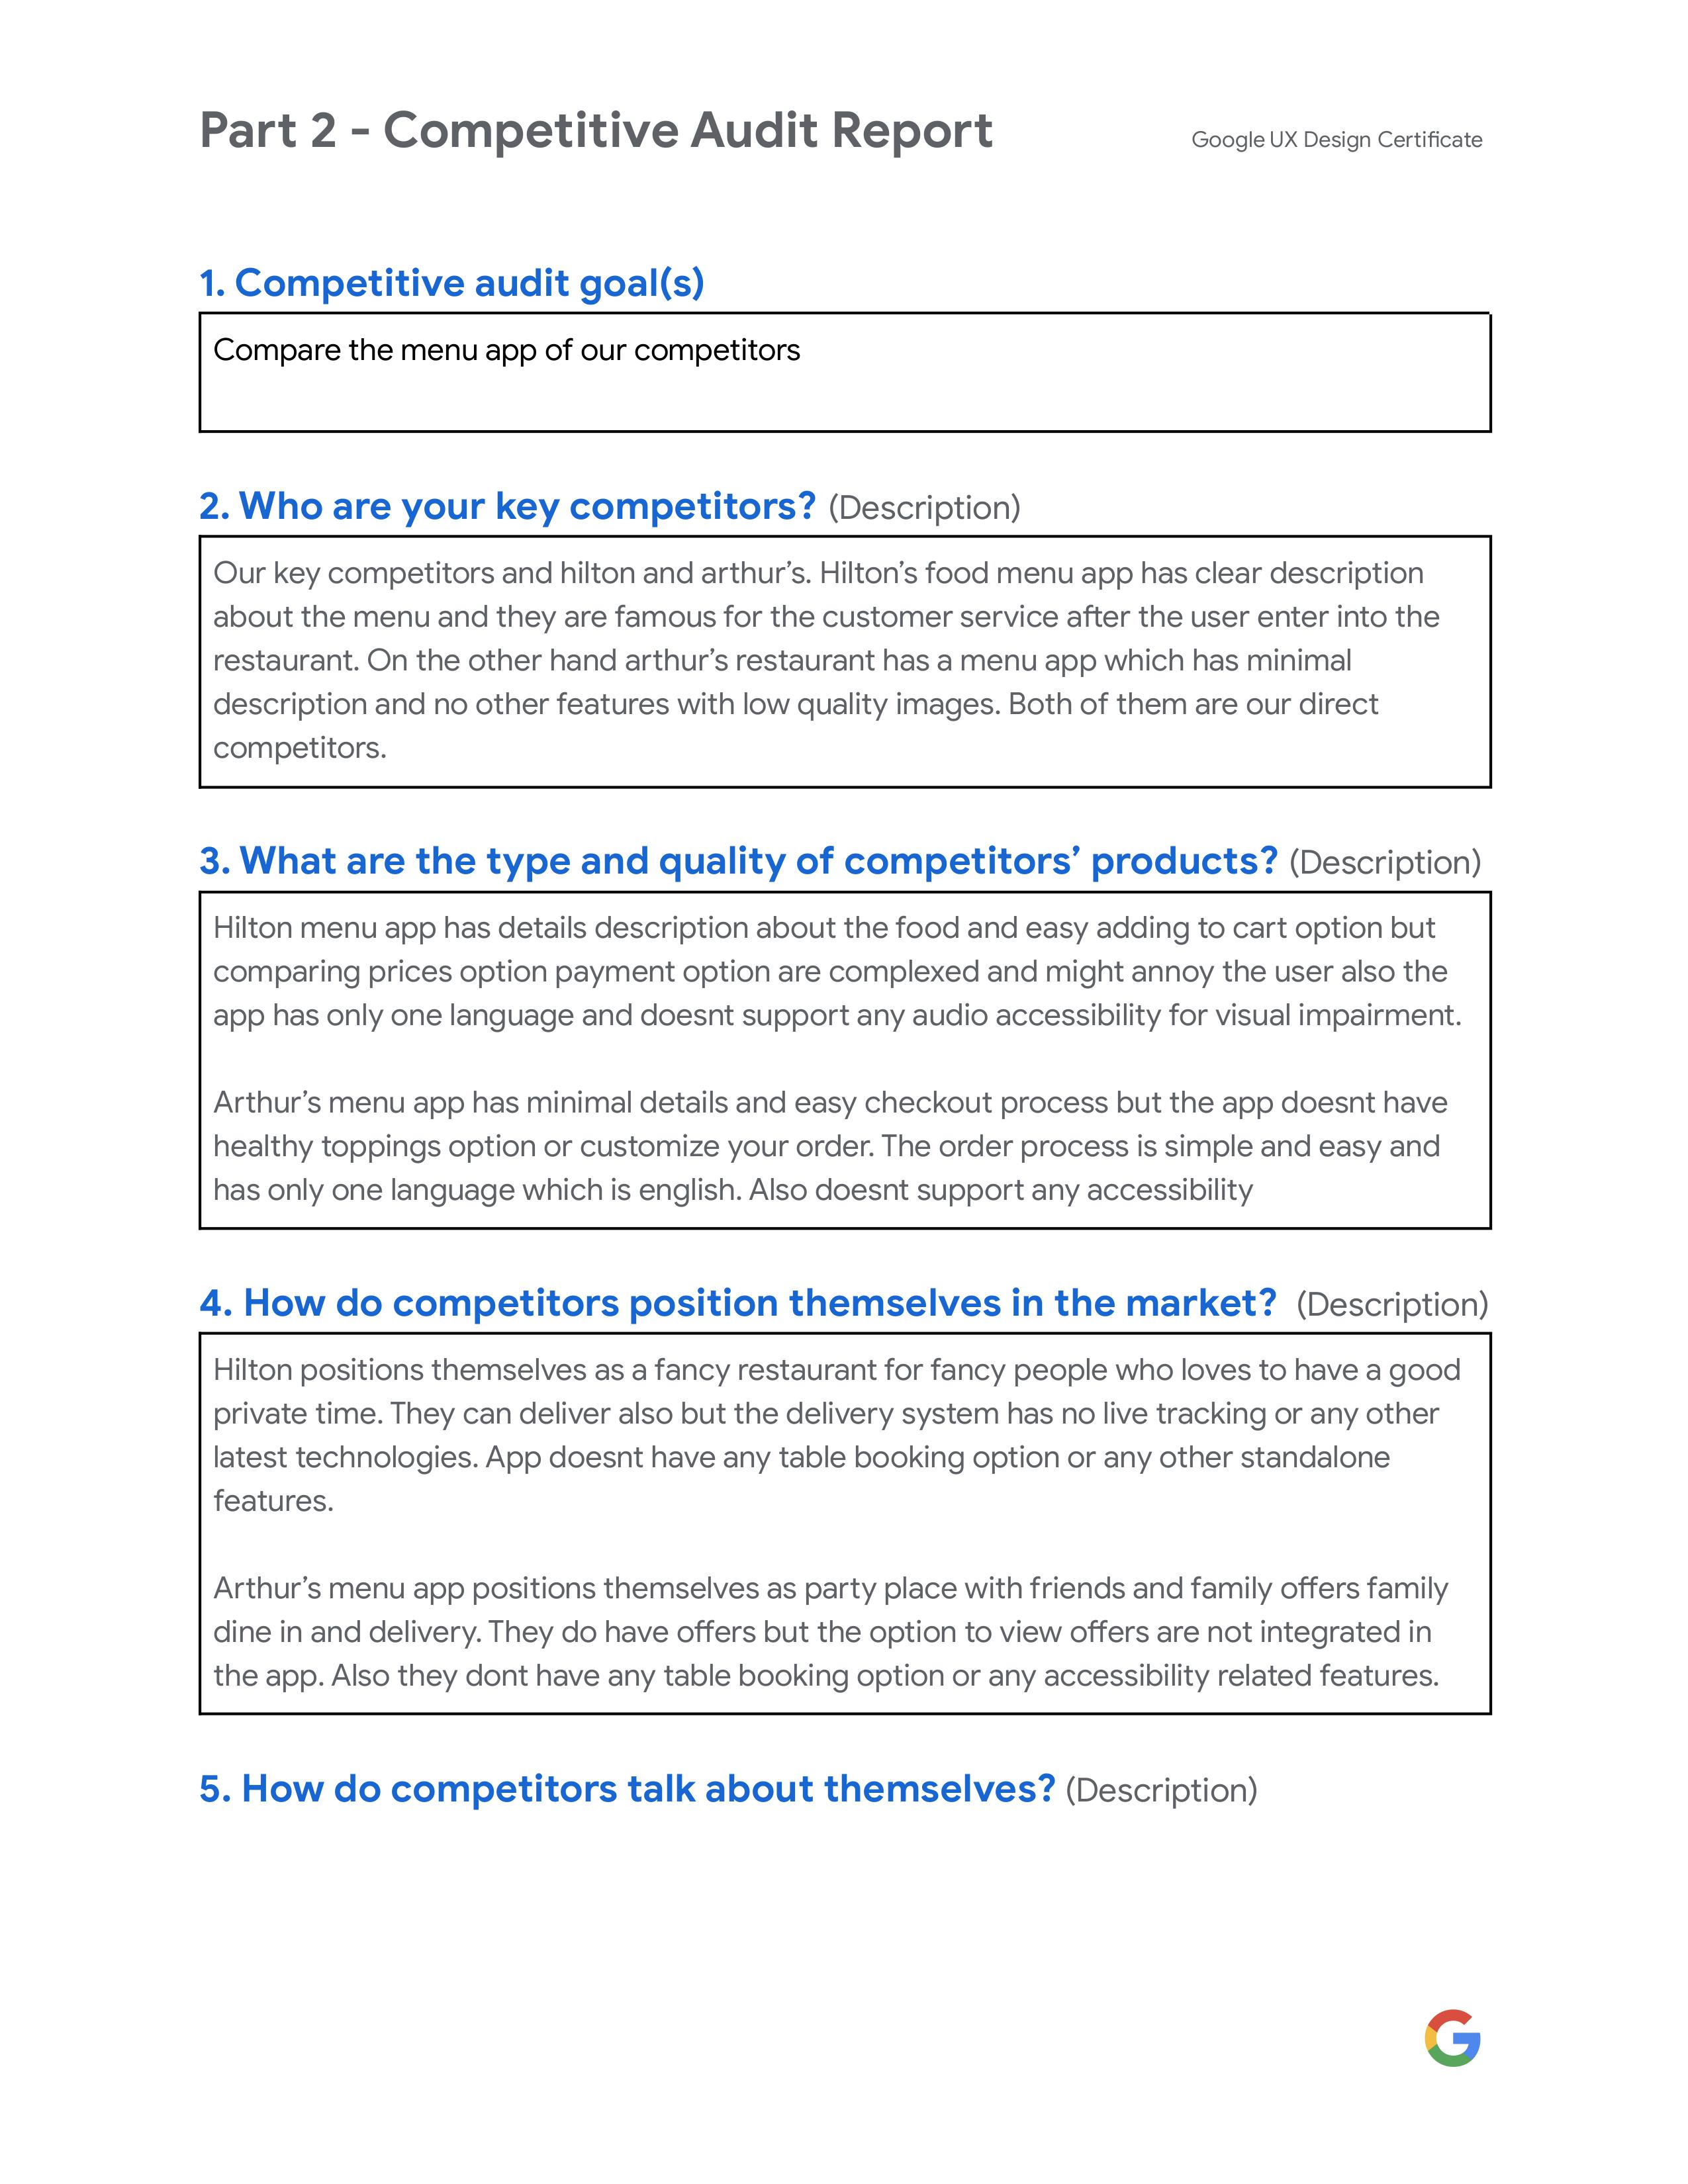 Part 2 - Competitive Audit Report
Google UX Design Certificate
1. Competitive audit goal(s)
Compare the menu app of our competitors
2. Who are your key competitors? (Description)
Our key competitors and hilton and arthur’s. Hilton’s food menu app has clear description
about the menu and they are famous for the customer service after the user enter into the
restaurant. On the other hand arthur’s restaurant has a menu app which has minimal
description and no other features with low quality images. Both of them are our direct
competitors.
3. What are the type and quality of competitors’ products? (Description)
Hilton menu app has details description about the food and easy adding to cart option but
comparing prices option payment option are complexed and might annoy the user also the
app has only one language and doesnt support any audio accessibility for visual impairment.
Arthur’s menu app has minimal details and easy checkout process but the app doesnt have
healthy toppings option or customize your order. The order process is simple and easy and
has only one language which is english. Also doesnt support any accessibility
4. How do competitors position themselves in the market? (Description)
Hilton positions themselves as a fancy restaurant for fancy people who loves to have a good
private time. They can deliver also but the delivery system has no live tracking or any other
latest technologies. App doesnt have any table booking option or any other standalone
features.
Arthur’s menu app positions themselves as party place with friends and family offers family
dine in and delivery. They do have offers but the option to view offers are not integrated in
the app. Also they dont have any table booking option or any accessibility related features.
5. How do competitors talk about themselves? (Description)